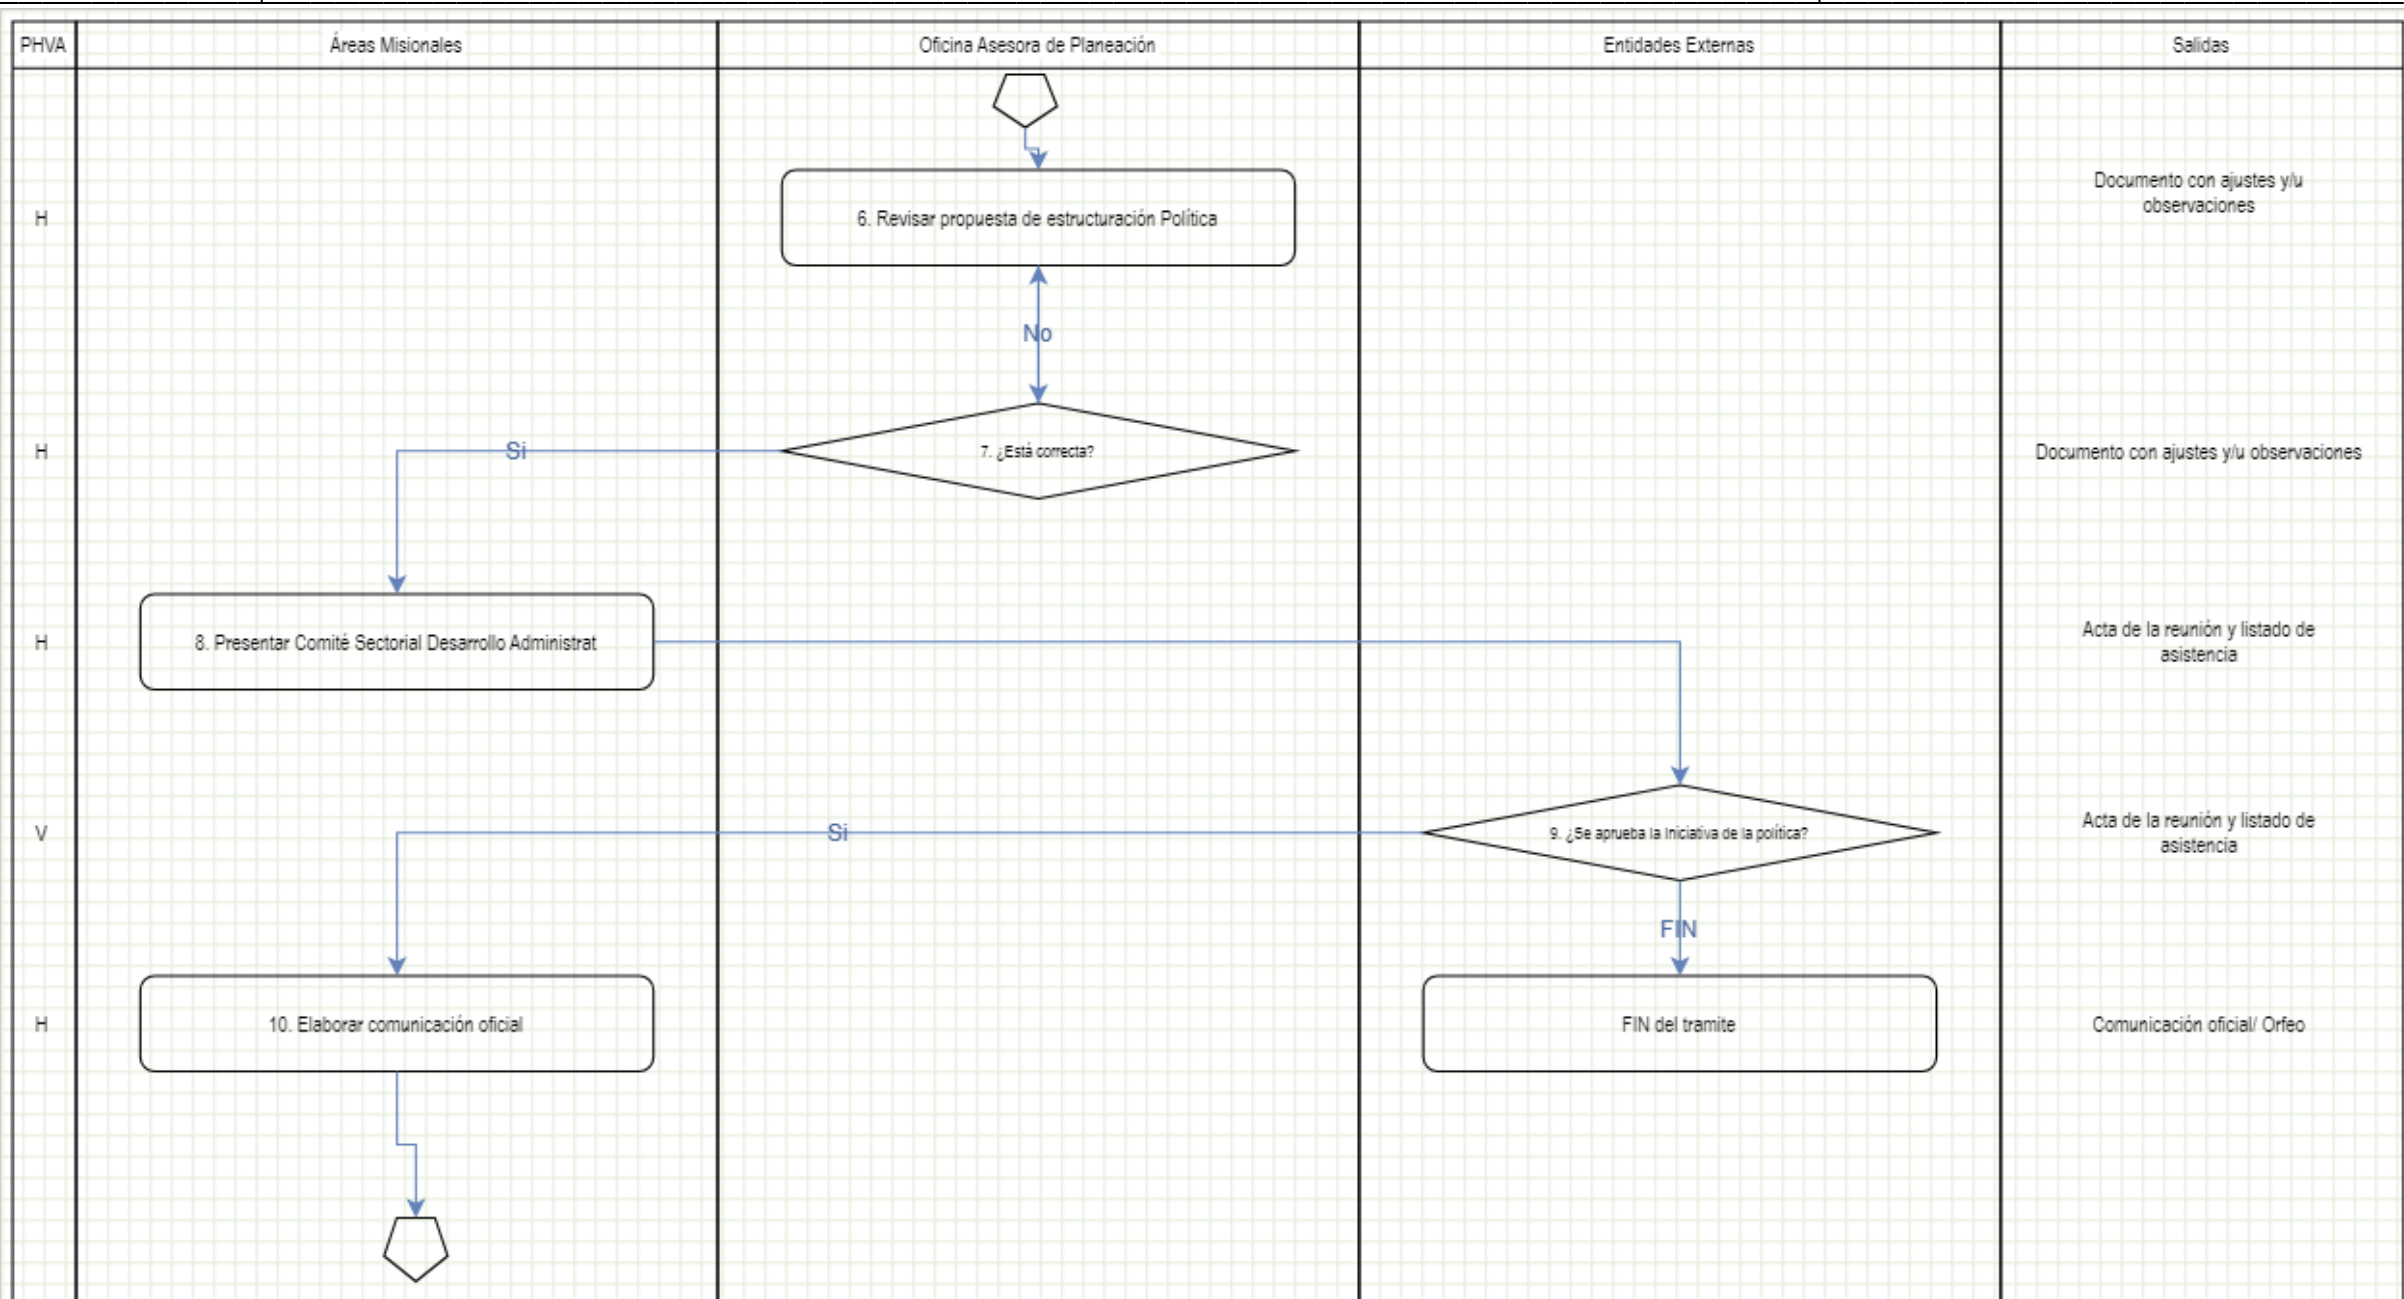 PHVA
Áreas Misionales
Oficina Asesora de Planeación
Entidades Externas
Salidas
H
6. Revisar propuesta de estructuración Política
Documento con ajustes y/u
observaciones
No
H
Si
7. ¿Está correcta?
Documento con ajustes y/u observaciones
H
8. Presentar Comité Sectorial Desarrollo Administrat
Acta de la reunión y listado de
asistencia
V
Si
9. ¿Se aprueba la Iniciativa de la política?
Acta de la reunión y listado de
asistencia
FIN
H
10. Elaborar comunicación oficial
FIN del tramite
Comunicación oficial/ Orfeo